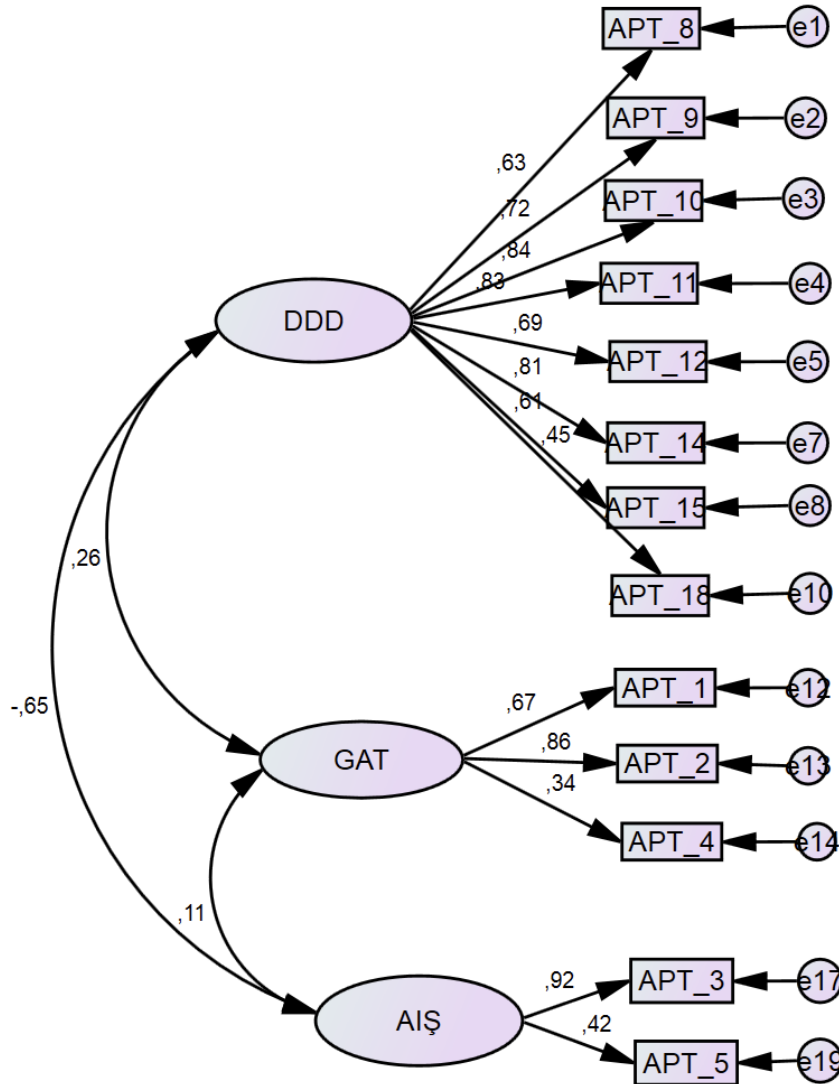 APT_8 e1
APT_9 e2
,63
APT_10 e3
,72
,84
APT_11 e4
,83
DDD
,69
APT_12 e5
,81
,61
APT_14 e7
,45
APT_15 e8
,26
APT_18 e10
-,65
APT_1 e12
,67
,86
GAT
APT_2 e13
,34
APT_4 e14
,11
,92
APT_3 e17
AIŞ
,42
APT_5 e19